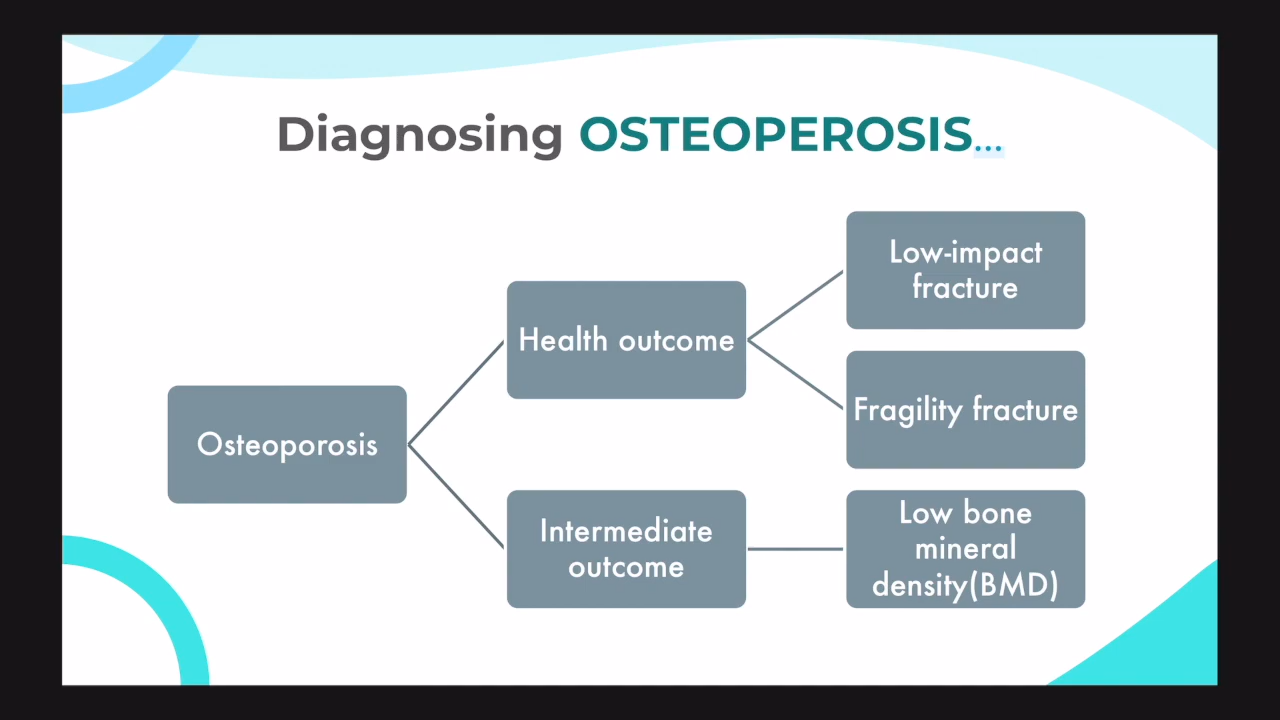 Diagnosing OSTEOPEROSIS...
Osteoporosis
Health outcome
Low-impact
fracture
Fragility fracture
Intermediate
outcome
Low bone
mineral
density(BMD)